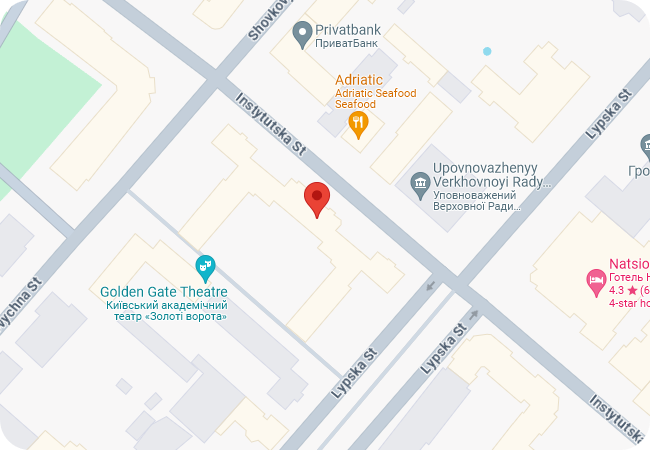 Shovkov
Privatbank
ПриватБанк
Adriatic
Adriatic Seafood
Seafood
Instytutska St
Lypska St
Upovnovazhenyy
Verkhovnoyi Rady...
Уповноважений
Верховної Ради...
Гро
Golden Gate Theatre
Київський академічний
театр «Золоті ворота»
Natsio
Готель Н
4.3 ★ (6
4-star ho
vychna St
Lypska St
Lypska St
Instytutska